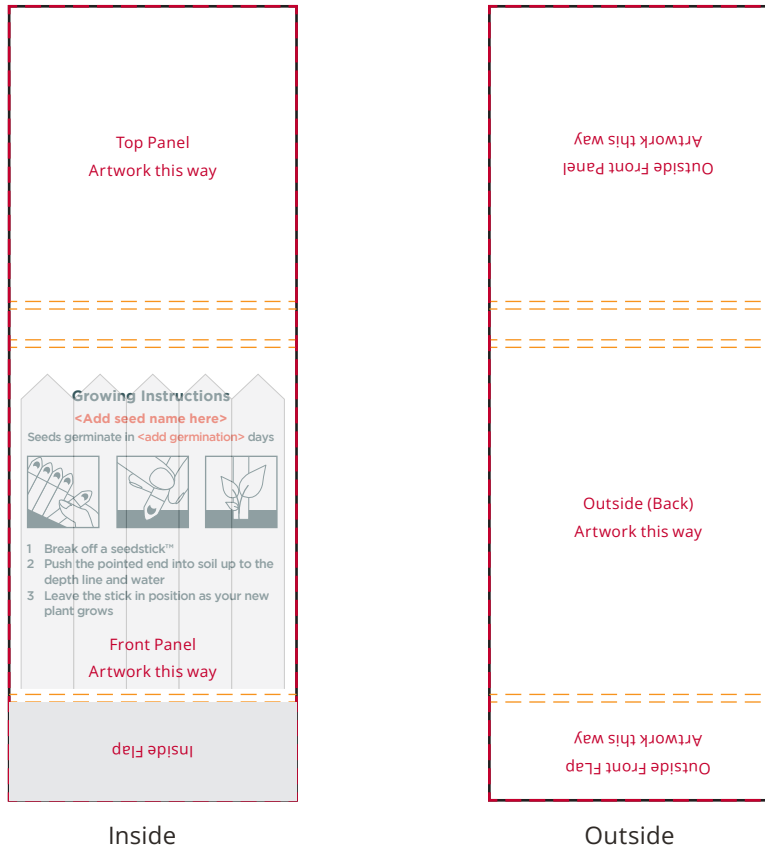 Top Panel
Artwork this way
Growing Instructions
<Add seed name here>
Seeds germinate in <add germination> days
1 Break off a seedstick™
2 Push the pointed end into soil up to the
depth line and water
3 Leave the stick in position as your new
plant grows
Front Panel
Artwork this way
Inside Flap
Inside
Outside Front Panel
Artwork this way
Outside (Back)
Artwork this way
Outside Front FLap
Artwork this way
Outside